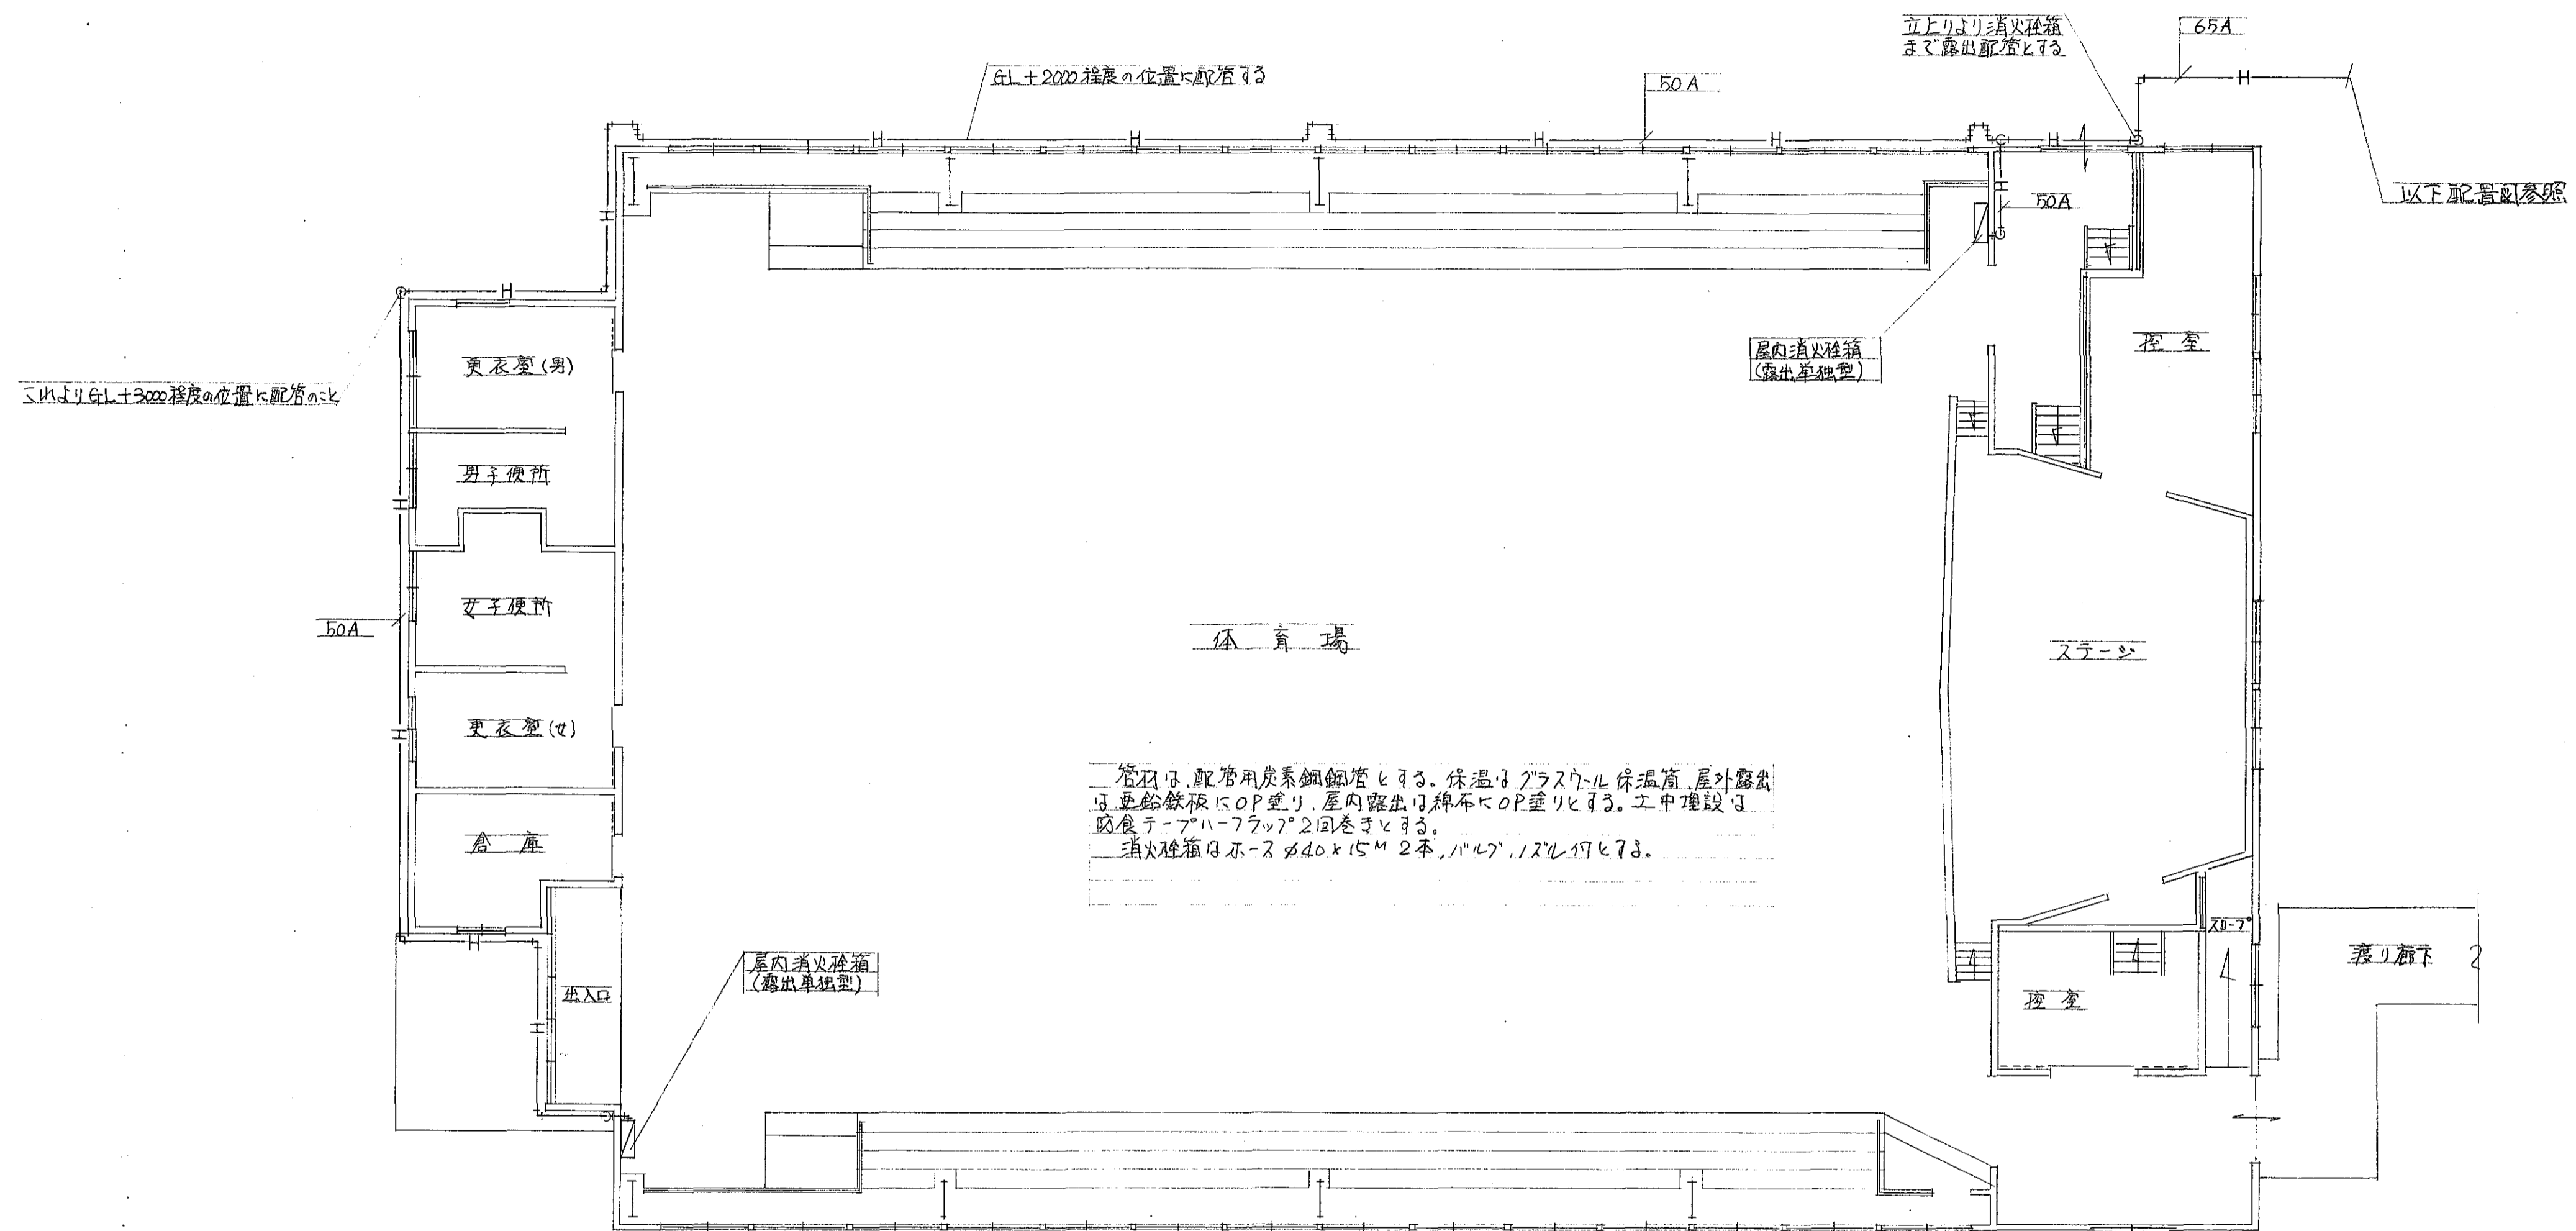 立上りより消火栓箱
まで露出配管とする
65A
GL+2000程度の位置に配管する
50A
以下配置図参照
50A
屋内消火栓箱
(露出単独型)
控室
更衣室(男)
これよりGL+3000程度の位置に配管のこと
男子便所
女子便所
50A
体育場
ステージ
更衣室(女)
管材は、配管用炭素鋼鋼管とする。保温はグラスウール保温筒、屋外露出
は亜鉛鉄板にOP塗り、屋内露出は綿布にOP塗りとする。土中埋設は
防食テープハーフラップ2回巻きとする。
消火栓箱はホースφ40×15M 2本,バルブ,ノズル付とする。
倉庫
スロープ
渡り廊下
屋内消火栓箱
(露出単独型)
出入口
控室
H
H
H
H
H
H
H
H
H
H
H
H
H
H